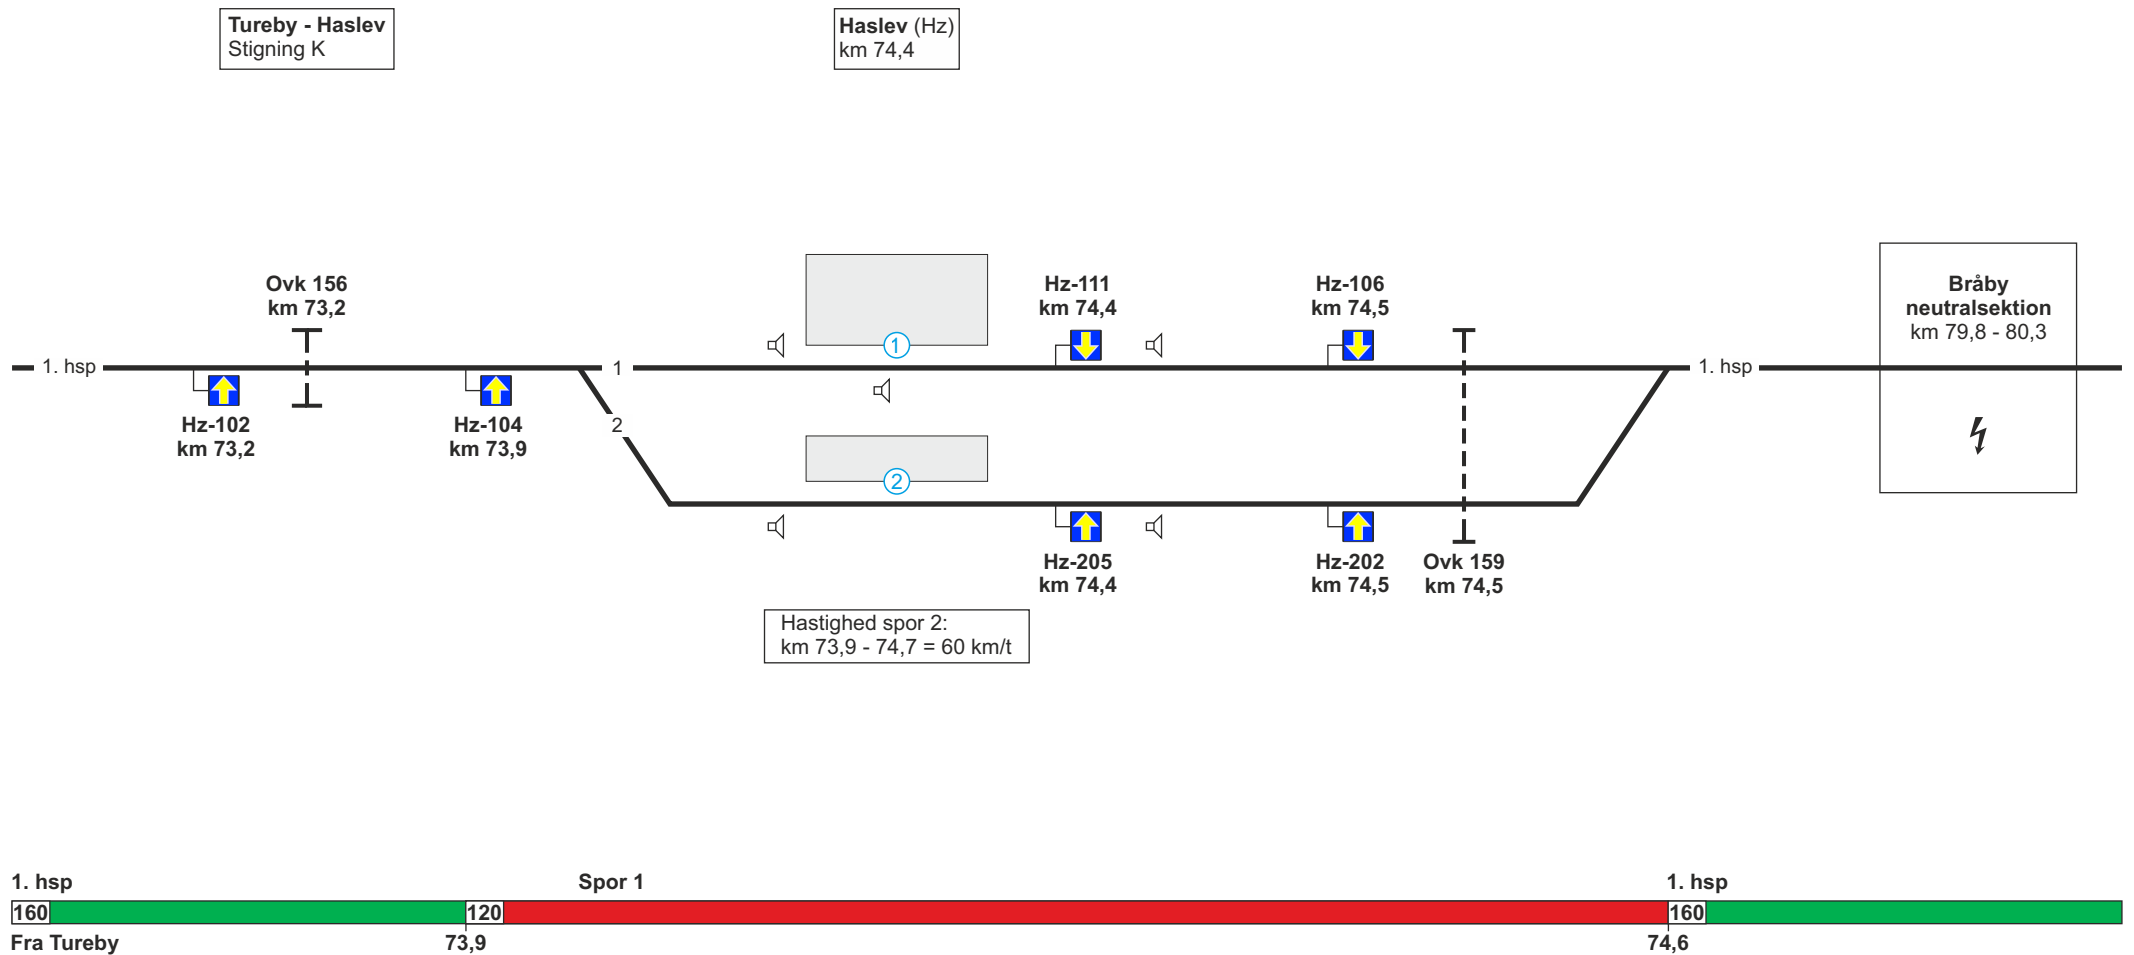 Tureby - Haslev
Stigning K
Haslev (Hz)
km 74,4
Ovk 156
km 73,2
Hz-111
km 74,4
Hz-106
km 74,5
Bråby
neutralsektion
km 79,8 - 80,3
1. hsp
1
1
1. hsp
Hz-102
km 73,2
Hz-104
km 73,9
2
2
Hz-205
km 74,4
Hz-202
km 74,5
Ovk 159
km 74,5
Hastighed spor 2:
km 73,9 - 74,7 = 60 km/t
1. hsp
Spor 1
1. hsp
160
120
160
Fra Tureby
73,9
74,6